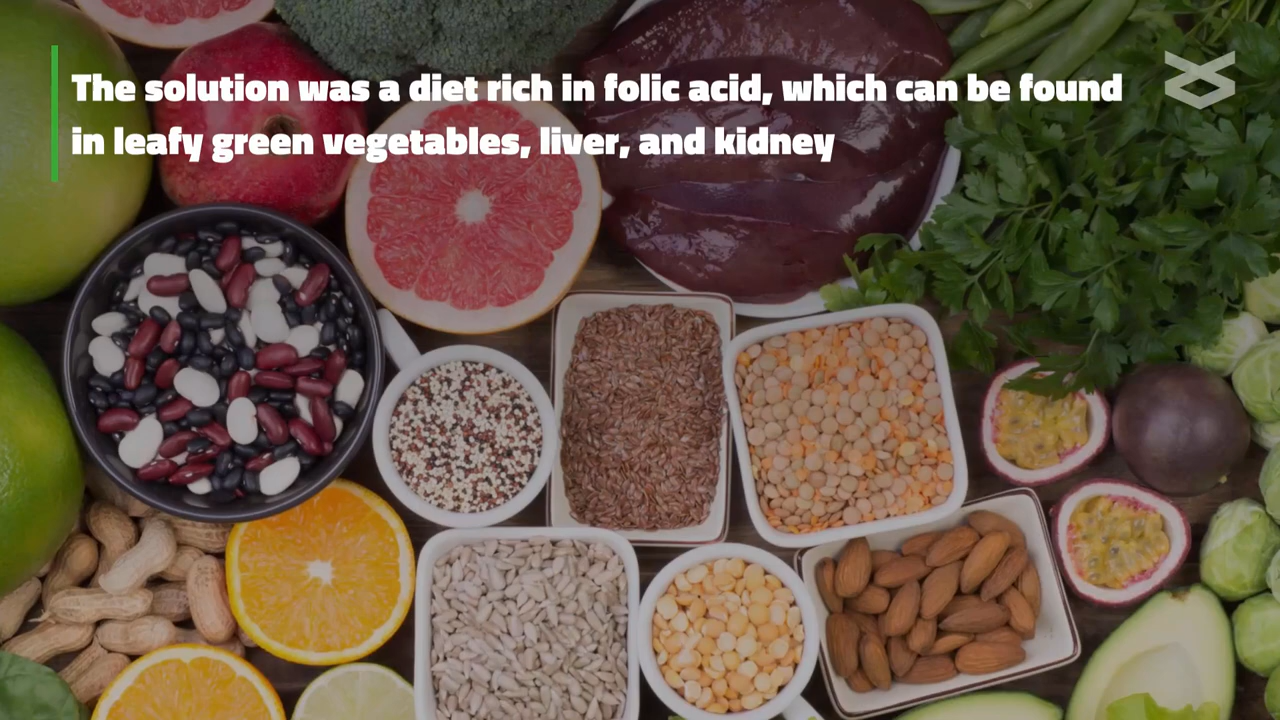 The solution was a diet rich in folic acid, which can be found
in leafy green vegetables, liver, and kidney